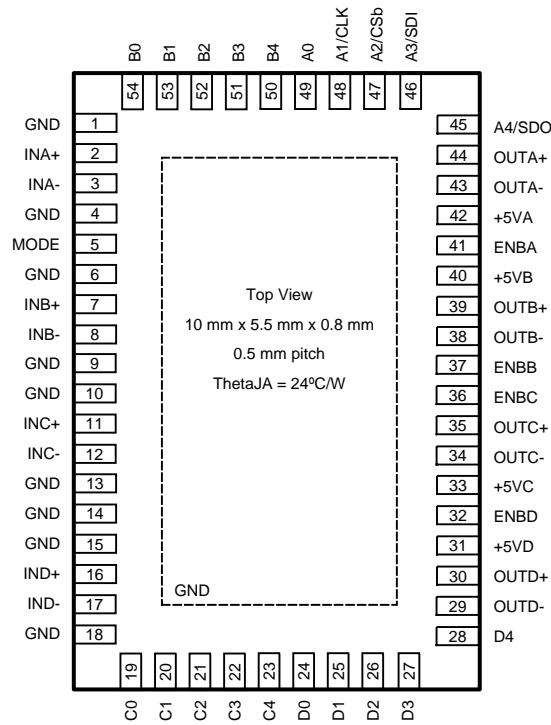 B0 B1 B2 B3 B4 A0 A1/CLK A2/CSb A3/SDI
54 53 52 51 50 49 48 47 46
GND 1
INA+ 2
INA- 3
GND 4
MODE 5
GND 6
INB+ 7
INB- 8
GND 9
GND 10
INC+ 11
INC- 12
GND 13
GND 14
GND 15
IND+ 16
IND- 17
GND 18
Top View
10 mm x 5.5 mm x 0.8 mm
0.5 mm pitch
ThetaJA = 24ºC/W
GND
45 A4/SDO
44 OUTA+
43 OUTA-
42 +5VA
41 ENBA
40 +5VB
39 OUTB+
38 OUTB-
37 ENBB
36 ENBC
35 OUTC+
34 OUTC-
33 +5VC
32 ENBD
31 +5VD
30 OUTD+
29 OUTD-
28 D4
19 20 21 22 23 24 25 26 27
C0 C1 C2 C3 C4 D0 D1 D2 D3